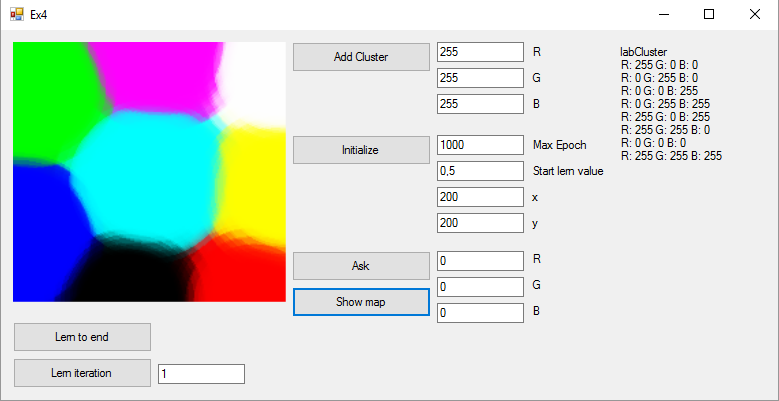 Ex4
Add Cluster
255 R
255 G
255 B
Initialize
1000 Max Epoch
0,5 Start lern value
200 x
200 y
Ask
0 R
0 G
0 B
Show map
labCluster
R: 255 G: 0 B: 0
R: 0 G: 255 B: 0
R: 0 G: 0 B: 255
R: 0 G: 255 B: 255
R: 255 G: 0 B: 255
R: 255 G: 255 B: 0
R: 0 G: 0 B: 0
R: 255 G: 255 B: 255
Lern to end
Lern iteration
1